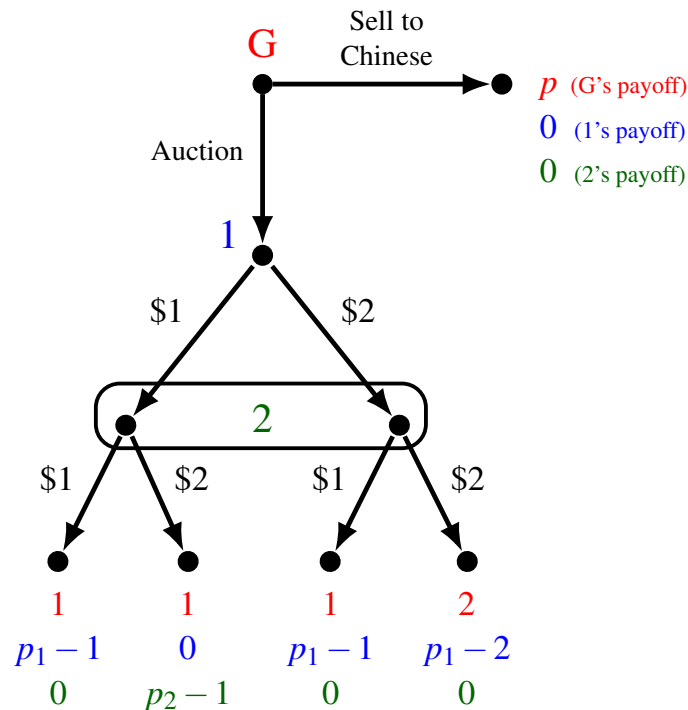 G
Sell to
Chinese
p (G's payoff)
0 (1's payoff)
0 (2's payoff)
Auction
1
$1 $2
2
$1 $2 $1 $2
1 1 1 2
p₁ − 1 0 p₁ − 1 p₁ − 2
0 p₂ − 1 0 0